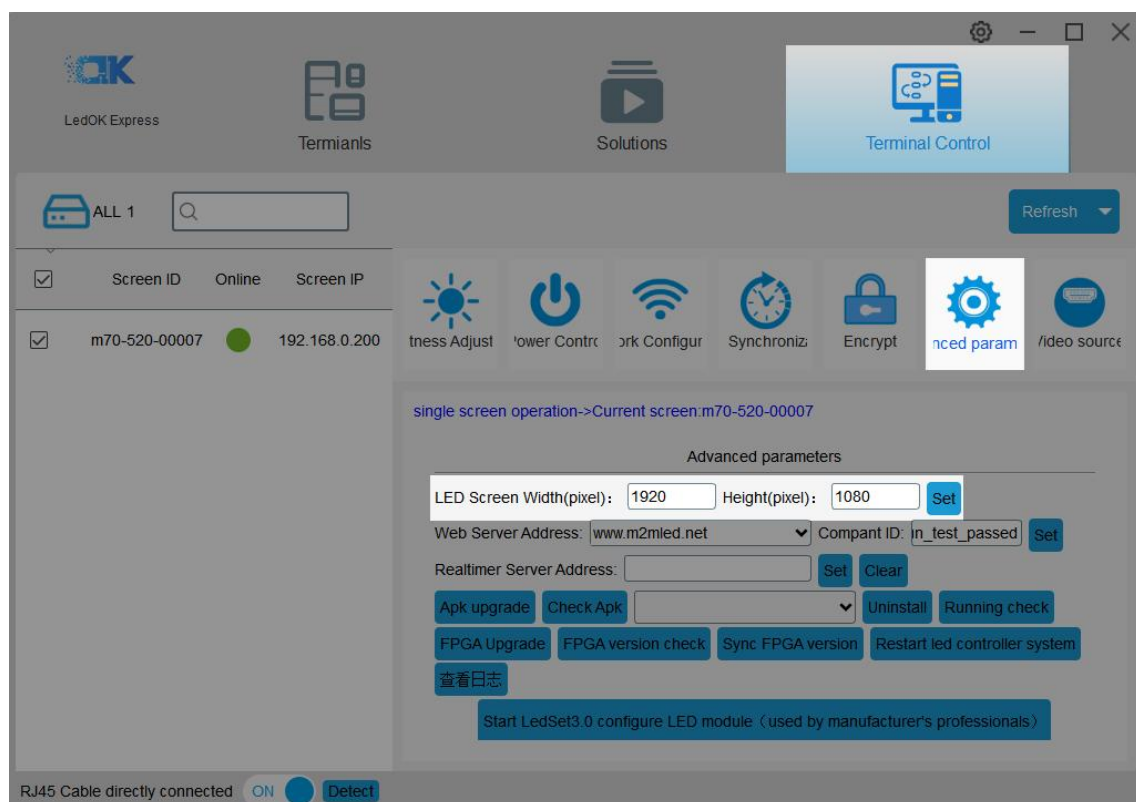 LedOK Express
Termianls
Solutions
Terminal Control
ALL 1
Refresh
Screen ID Online Screen IP
m70-520-00007 192.168.0.200
tness Adjust 'ower Contro ork Configur Synchroniz Encrypt nced param Video source
single screen operation->Current screen:m70-520-00007
Advanced parameters
LED Screen Width(pixel)： 1920 Height(pixel)： 1080 Set
Web Server Address: www.m2mled.net Compant ID: in_test_passed Set
Realtimer Server Address: Set Clear
Apk upgrade Check Apk Uninstall Running check
FPGA Upgrade FPGA version check Sync FPGA version Restart led controller system
查看日志
Start LedSet3.0 configure LED module（used by manufacturer's professionals）
RJ45 Cable directly connected ON Detect